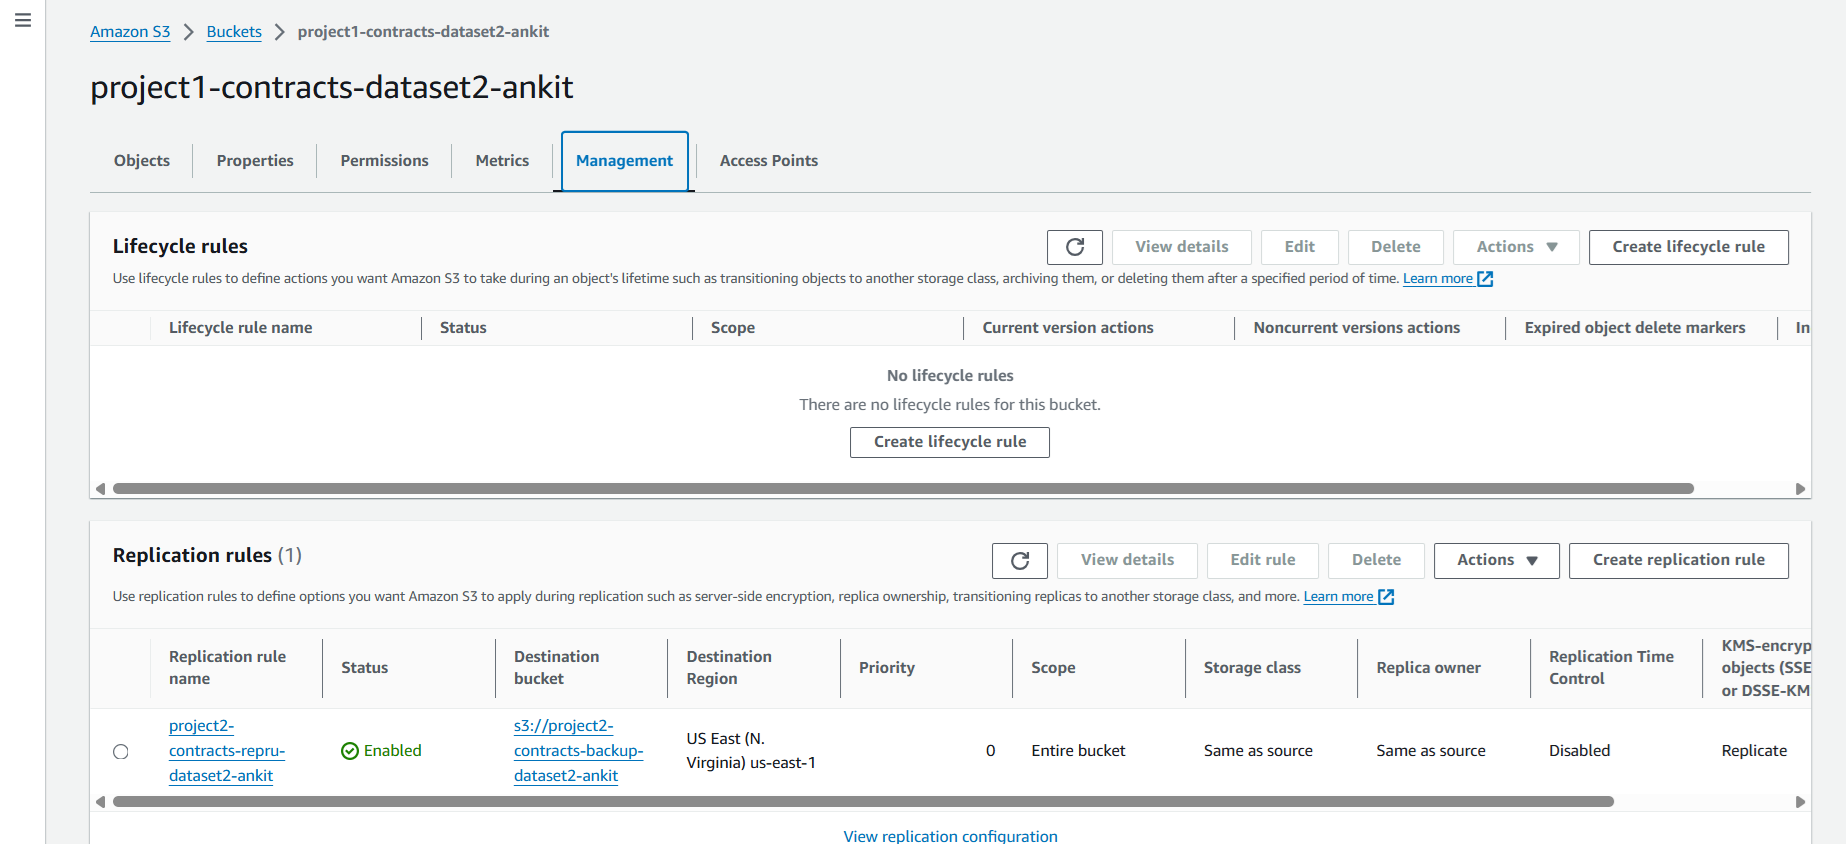 Amazon S3 > Buckets > project1-contracts-dataset2-ankit
project1-contracts-dataset2-ankit
Objects Properties Permissions Metrics Management Access Points
Lifecycle rules View details Edit Delete Actions Create lifecycle rule
Use lifecycle rules to define actions you want Amazon S3 to take during an object's lifetime such as transitioning objects to another storage class, archiving them, or deleting them after a specified period of time. Learn more
Lifecycle rule name Status Scope Current version actions Noncurrent versions actions Expired object delete markers In
No lifecycle rules
There are no lifecycle rules for this bucket.
Create lifecycle rule
Replication rules (1) View details Edit rule Delete Actions Create replication rule
Use replication rules to define options you want Amazon S3 to apply during replication such as server-side encryption, replica ownership, transitioning replicas to another storage class, and more. Learn more
Replication rule
name
Status
Destination
bucket
Destination
Region
Priority
Scope
Storage class
Replica owner
Replication Time
Control
KMS-encryp
objects (SSE
or DSSE-KM
project2-
contracts-repru-
dataset2-ankit
Enabled
s3://project2-
contracts-backup-
dataset2-ankit
US East (N.
Virginia) us-east-1
0
Entire bucket
Same as source
Same as source
Disabled
Replicate
View replication configuration